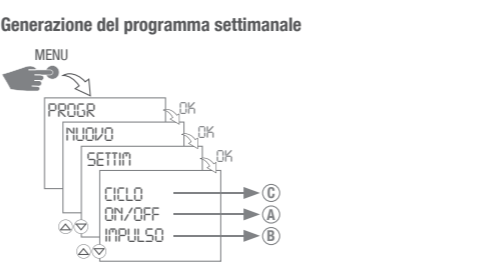 Generazione del programma settimanale
MENU
PROGR
OK
NUOVO
OK
SETTIM
OK
CICLO
C
ON/OFF
A
IMPULSO
B